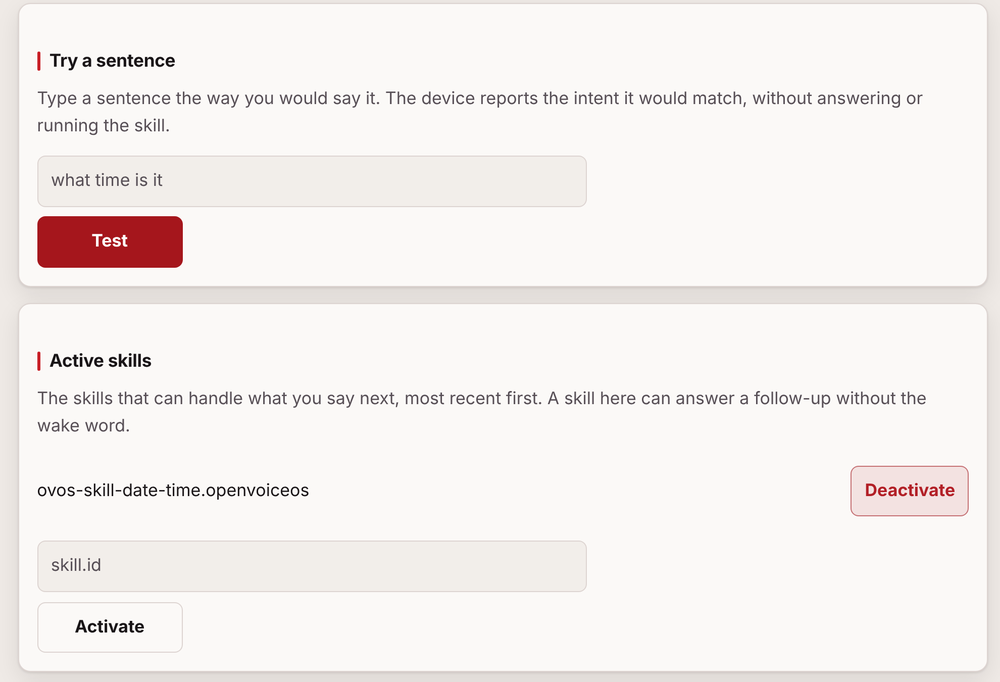 Try a sentence
Type a sentence the way you would say it. The device reports the intent it would match, without answering or
running the skill.
what time is it
Test
Active skills
The skills that can handle what you say next, most recent first. A skill here can answer a follow-up without the
wake word.
ovos-skill-date-time.openvoiceos
Deactivate
skill.id
Activate